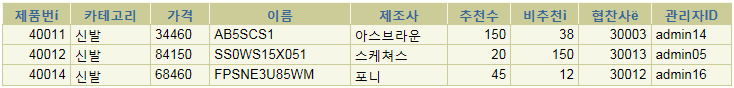 제품번í 카테고리 가격 이름 제조사 추천수 비추천ì 협찬사ë 관리자ID
40011 신발 34460 AB5SCS1 아스브라운 150 38 30003 admin14
40012 신발 84150 SS0WS15X051 스케쳐스 20 150 30013 admin05
40014 신발 68460 FPSNE3U85WM 포니 45 12 30012 admin16